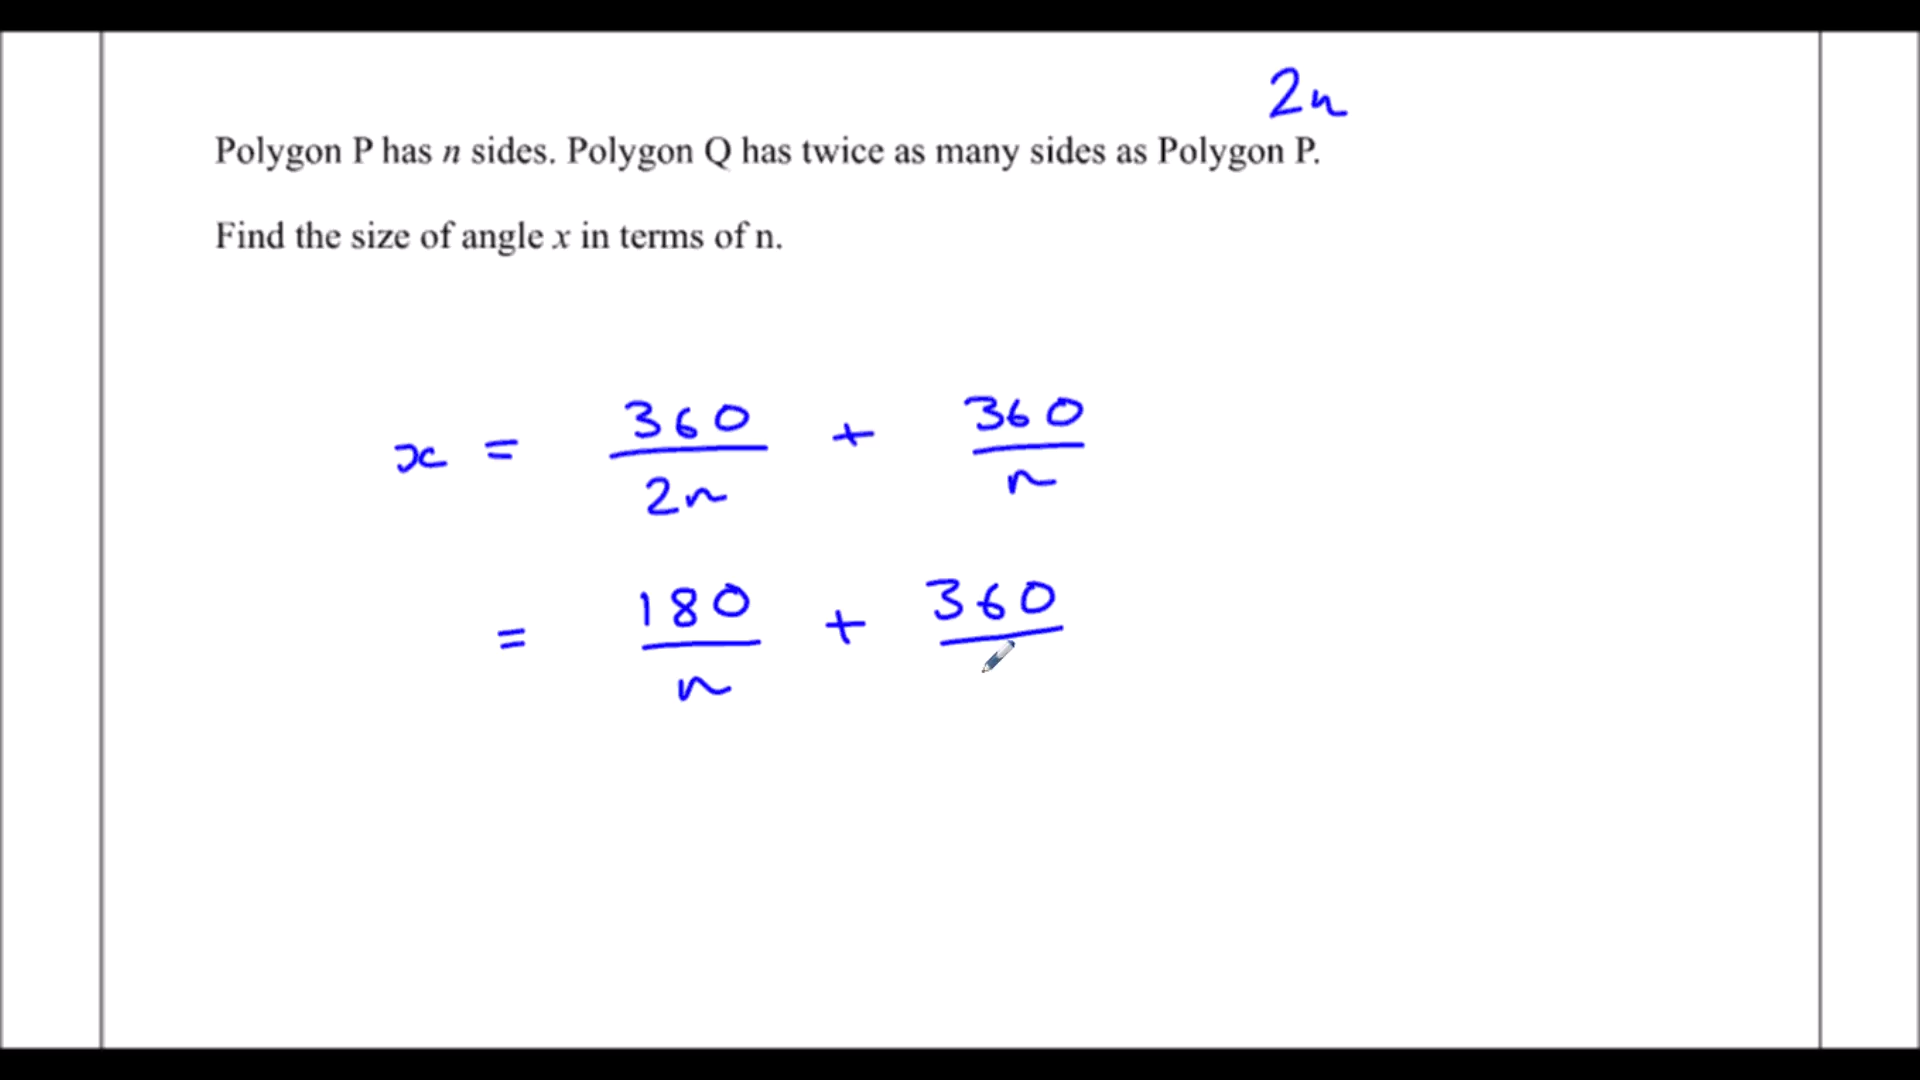 2n
Polygon P has n sides. Polygon Q has twice as many sides as Polygon P.
Find the size of angle x in terms of n.
x = 360/2n + 360/n
= 180/n + 360/